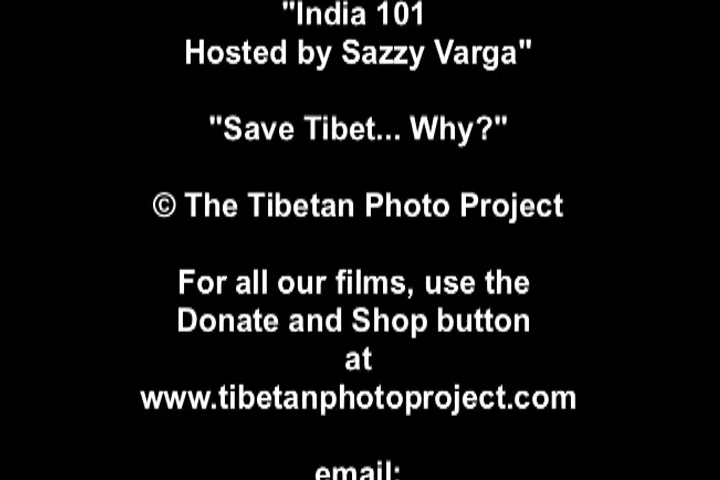 "India 101
Hosted by Sazzy Varga"
"Save Tibet... Why?"
© The Tibetan Photo Project
For all our films, use the
Donate and Shop button
at
www.tibetanphotoproject.com
email: